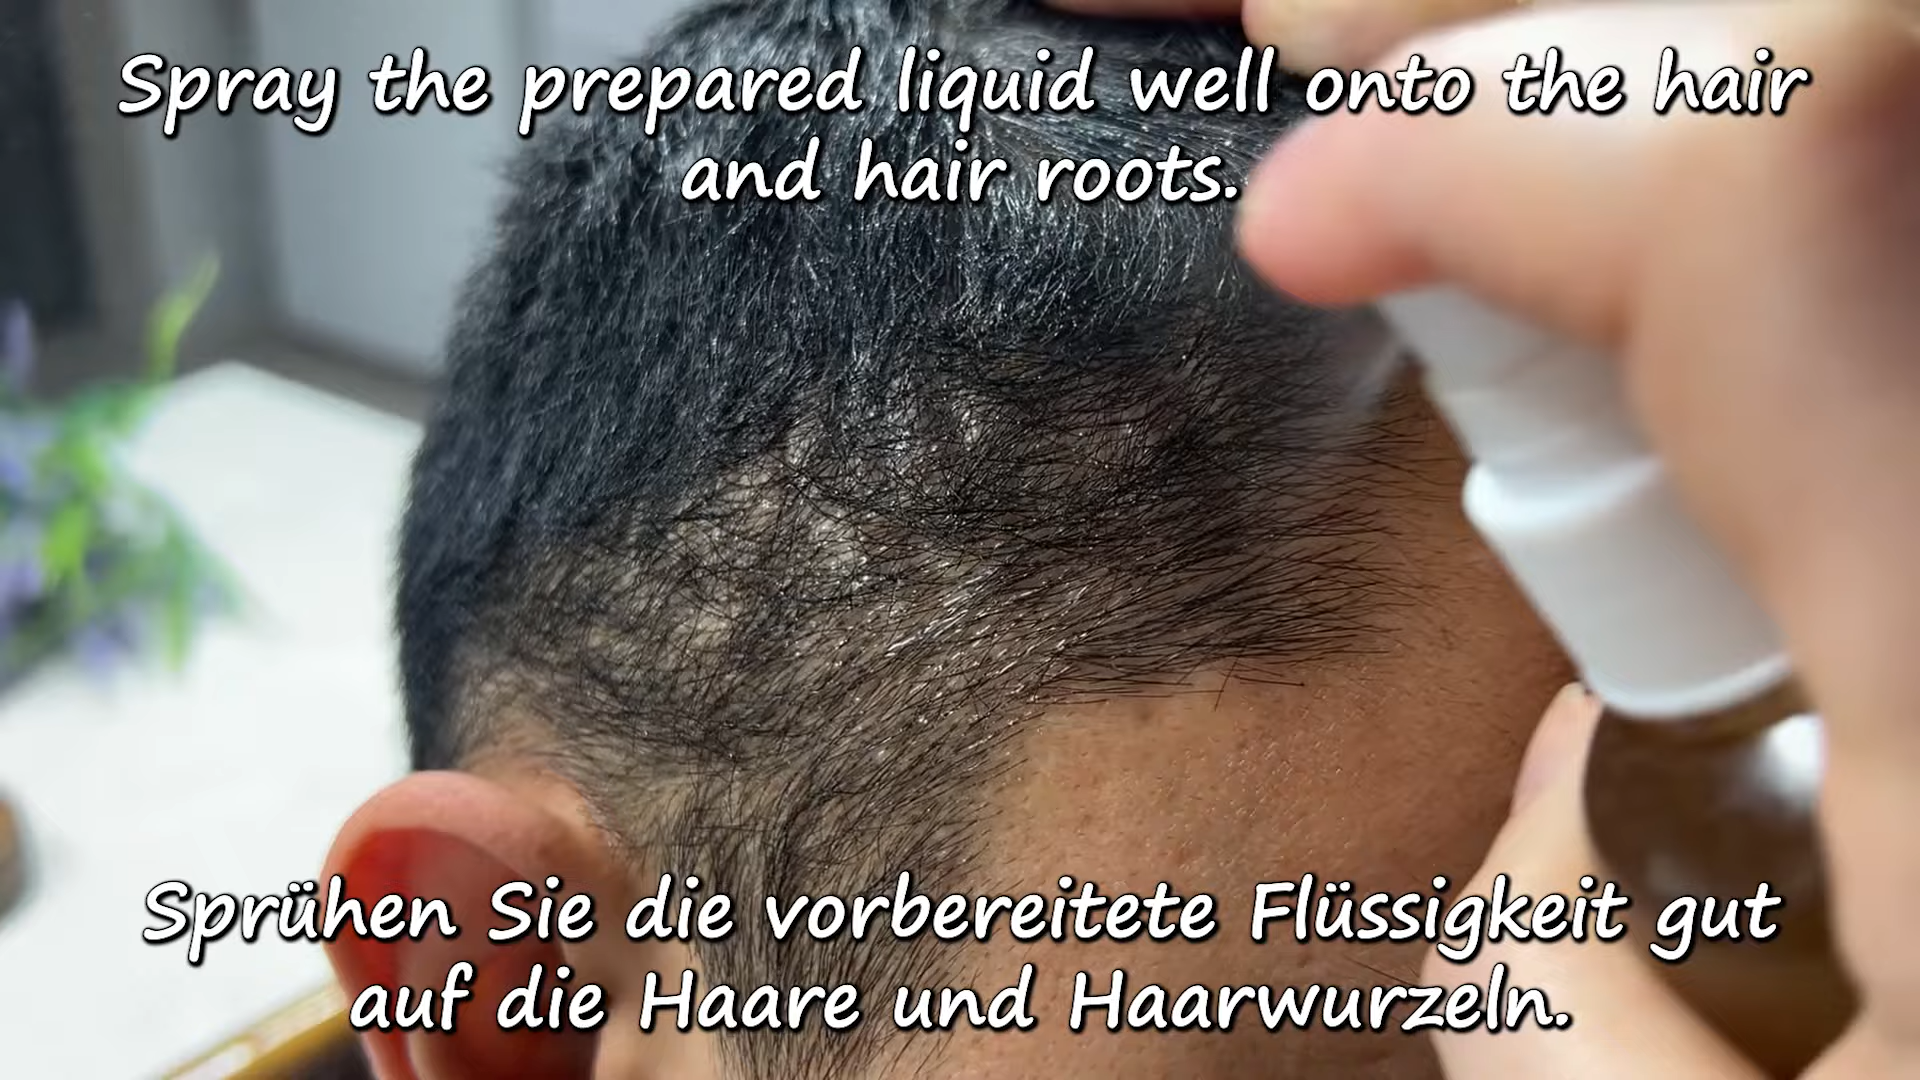 Spray the prepared liquid well onto the hair
and hair roots.
Sprühen Sie die vorbereitete Flüssigkeit gut
auf die Haare und Haarwurzeln.